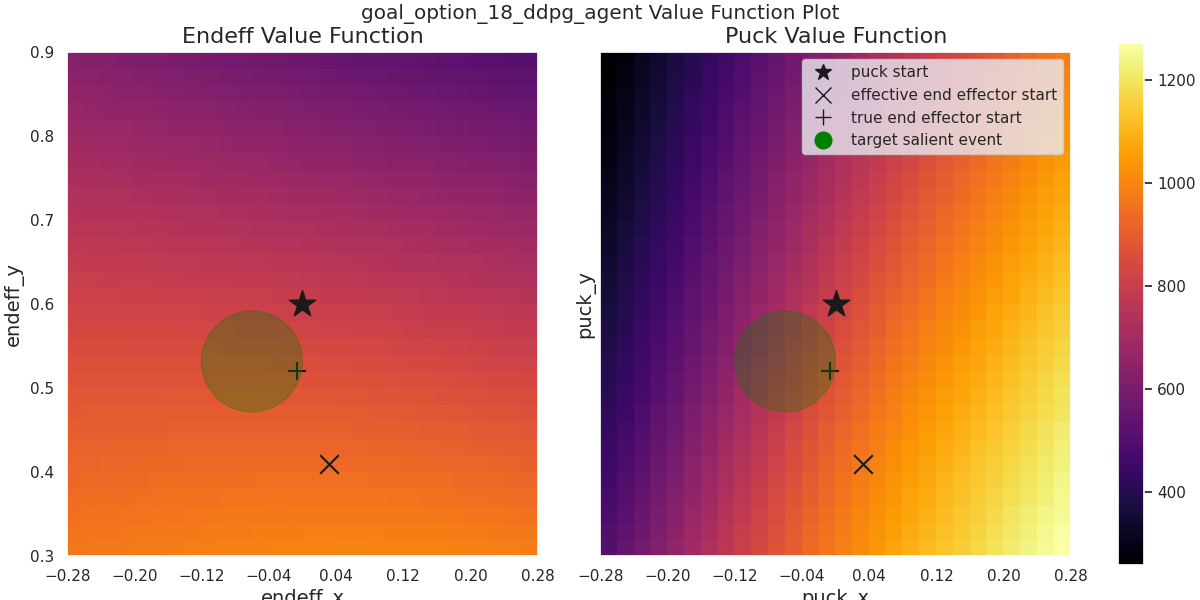 goal_option_18_ddpg_agent Value Function Plot
Endeff Value Function
Puck Value Function
0.9
0.8
0.7
0.6
0.5
0.4
0.3
endeff_y
−0.28 −0.20 −0.12 −0.04 0.04 0.12 0.20 0.28
endeff_x
puck_y
puck start
effective end effector start
true end effector start
target salient event
−0.28 −0.20 −0.12 −0.04 0.04 0.12 0.20 0.28
puck_x
1200
1000
800
600
400